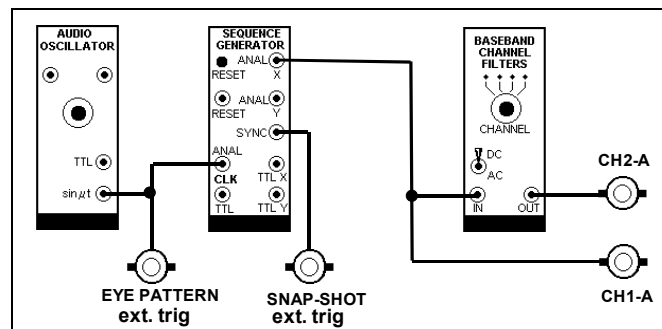 AUDIO
OSCILLATOR
TTL
sinμt
SEQUENCE
GENERATOR
ANAL
X
RESET
ANAL
RESET
Y
SYNC
ANAL
CLK
TTL X
TTL
TTL Y
BASEBAND
CHANNEL
FILTERS
CHANNEL
DC
AC
IN
OUT
CH2-A
CH1-A
EYE PATTERN
ext. trig
SNAP-SHOT
ext. trig